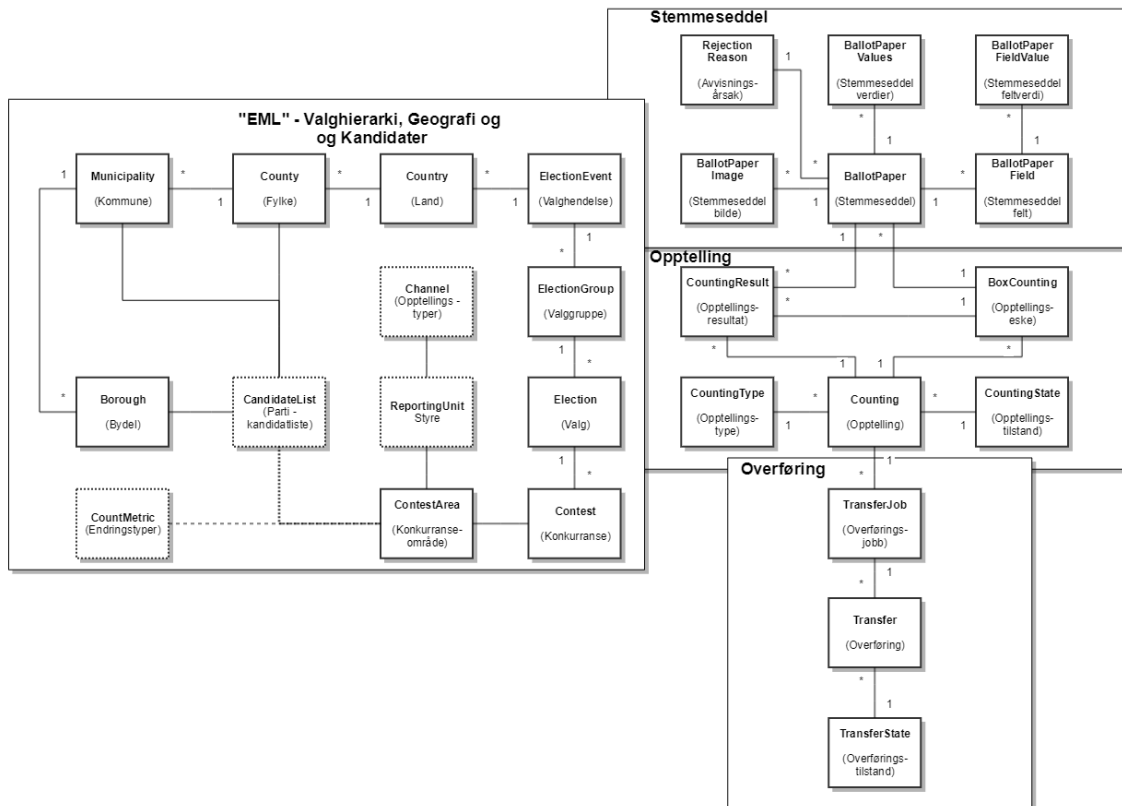 Stemmeseddel
Rejection
Reason
(Avvisnings-
årsak)
1
BallotPaper
Values
(Stemmeseddel
verdier)
*
1
BallotPaper
FieldValue
(Stemmeseddel
feltverdi)
*
1
BallotPaper
Image
(Stemmeseddel
bilde)
*
1
*
BallotPaper
(Stemmeseddel)
1
*
BallotPaper
Field
(Stemmeseddel
felt)
1
*
"EML" - Valghierarki, Geografi og
og Kandidater
1
Municipality
(Kommune)
*
1
County
(Fylke)
*
1
Country
(Land)
*
1
ElectionEvent
(Valghendelse)
1
*
Channel
(Opptellings -
typer)
ElectionGroup
(Valggruppe)
1
*
*
Borough
(Bydel)
CandidateList
(Parti -
kandidatliste)
ReportingUnit
Styre
Election
(Valg)
1
*
CountMetric
(Endringstyper)
ContestArea
(Konkurranse-
område)
Contest
(Konkurranse)
Opptelling
CountingResult
(Opptellings-
resultat)
*
*
1
1
BoxCounting
(Opptellings-
eske)
*
1
1
*
CountingType
(Opptellings-
type)
*
1
Counting
(Opptelling)
*
1
CountingState
(Opptellings-
tilstand)
Overføring
1
*
TransferJob
(Overførings-
jobb)
1
*
Transfer
(Overføring)
*
1
TransferState
(Overførings-
tilstand)